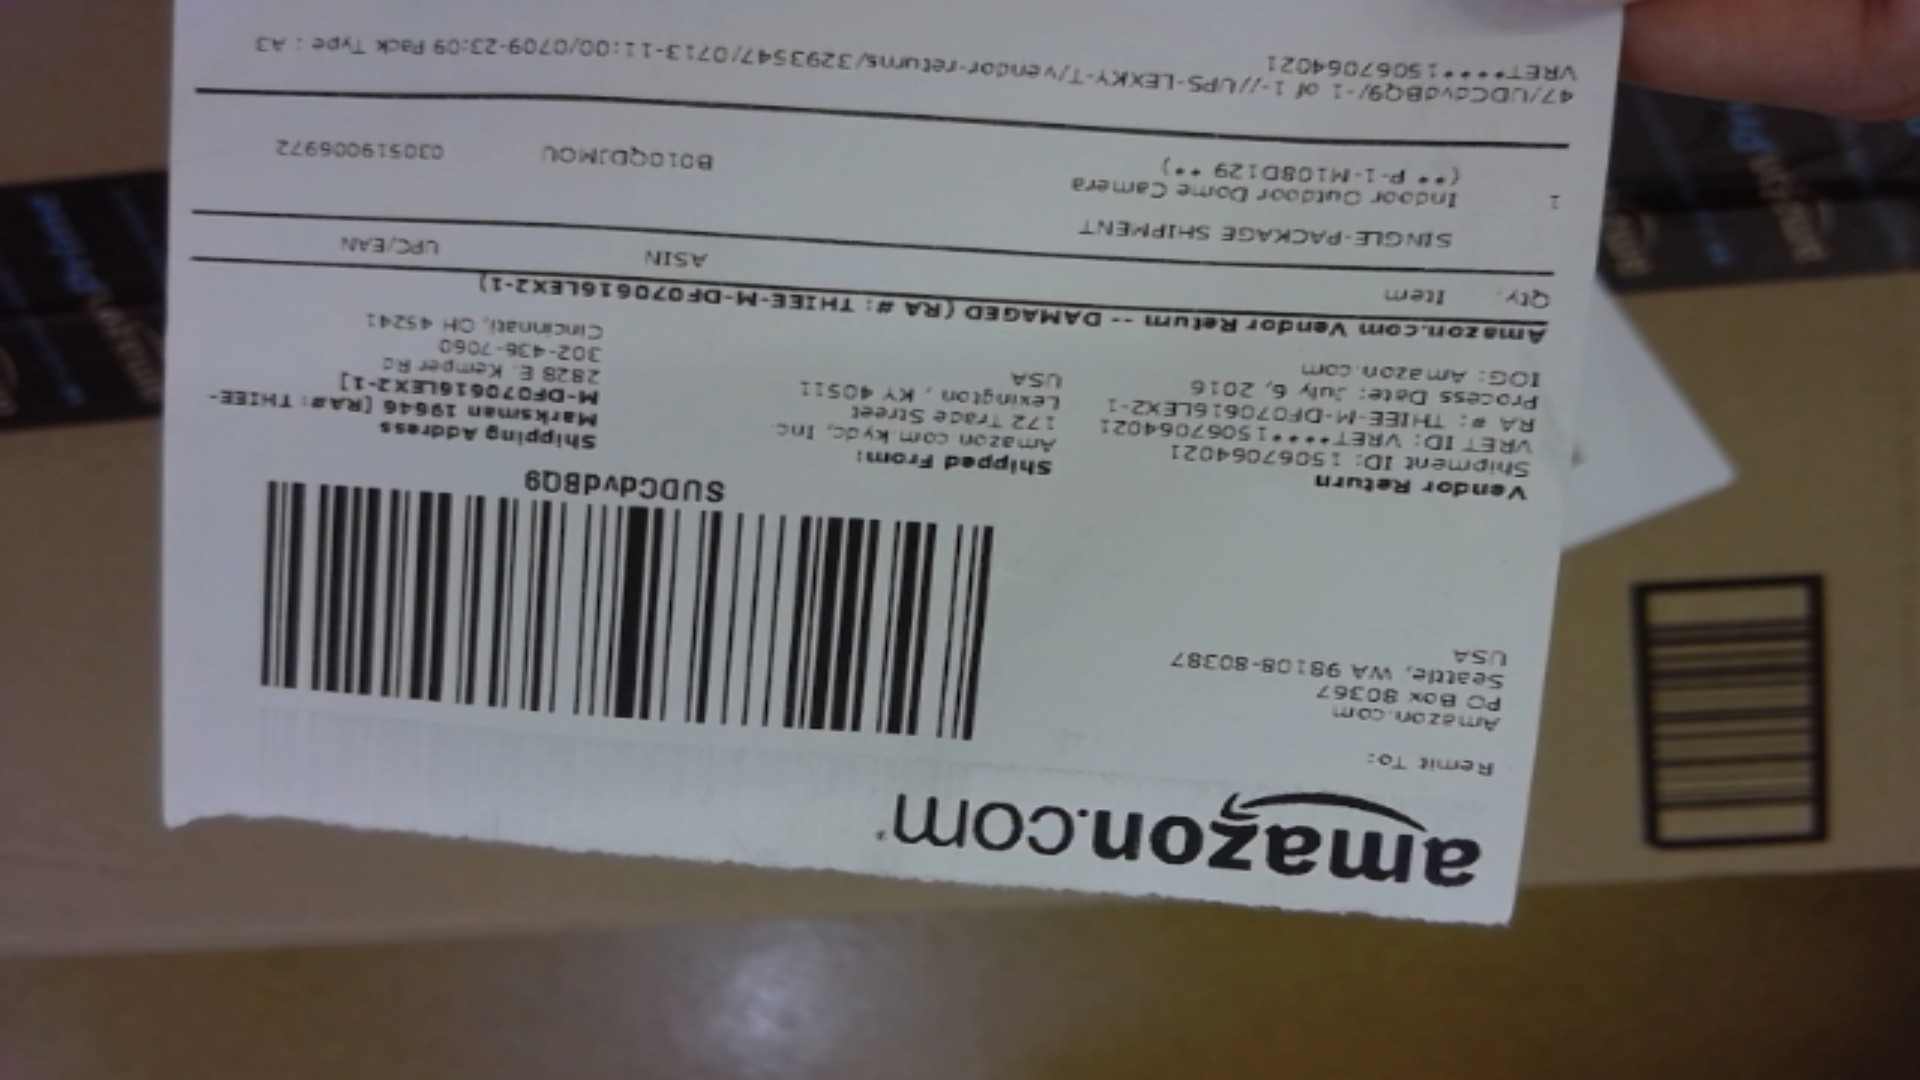 amazon.com
Remit To:
Amazon.com
PO Box 80367
Seattle, WA 98108-80387
USA
SUDCdvdBQ9
Vendor Return
Shipment ID: 15067064021
VRET ID: VRET****15067064021
RA #: THIEE-M-DF070616LEX2-1
Process Date: July 6, 2016
IOG: Amazon.com
Shipped From:
Amazon.com.kydc, Inc.
172 Trade Street
Lexington, KY 40511
USA
Shipping Address
Marksman 19646 (RA#: THIEE-
M-DF070616LEX2-1]
2828 E. Kemper Rd
302-436-7060
Cincinnati, OH 45241
Amazon.com Vendor Return -- DAMAGED (RA #: THIEE-M-DF070616LEX2-1)
Qty. Item ASIN UPC/EAN
SINGLE-PACKAGE SHIPMENT
1 Indoor Outdoor Dome Camera B010QDJMOU 030519006972
(** P-1-M108D129 **)
47/UDCdvdBQ9/-1 of 1-//UPS-LEXKY-T/vendor-returns/3293547/0713-11:00/0709-23:09 Pack Type : A3
VRET****15067064021